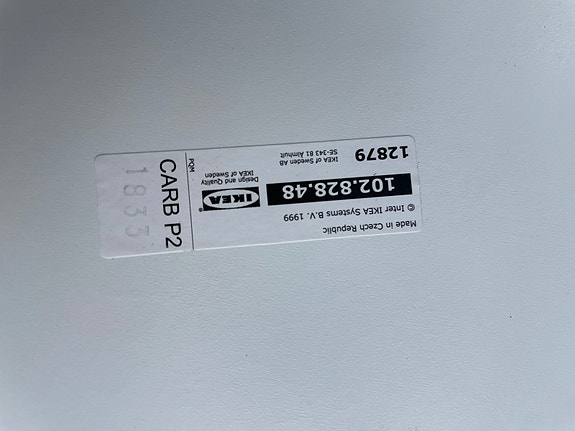 Made in Czech Republic
© Inter IKEA Systems B.V. 1999
102.828.48
IKEA
Design and Quality
IKEA of Sweden
IKEA of Sweden AB
SE-343 81 Älmhult
12879
PQM
CARB P2
1833